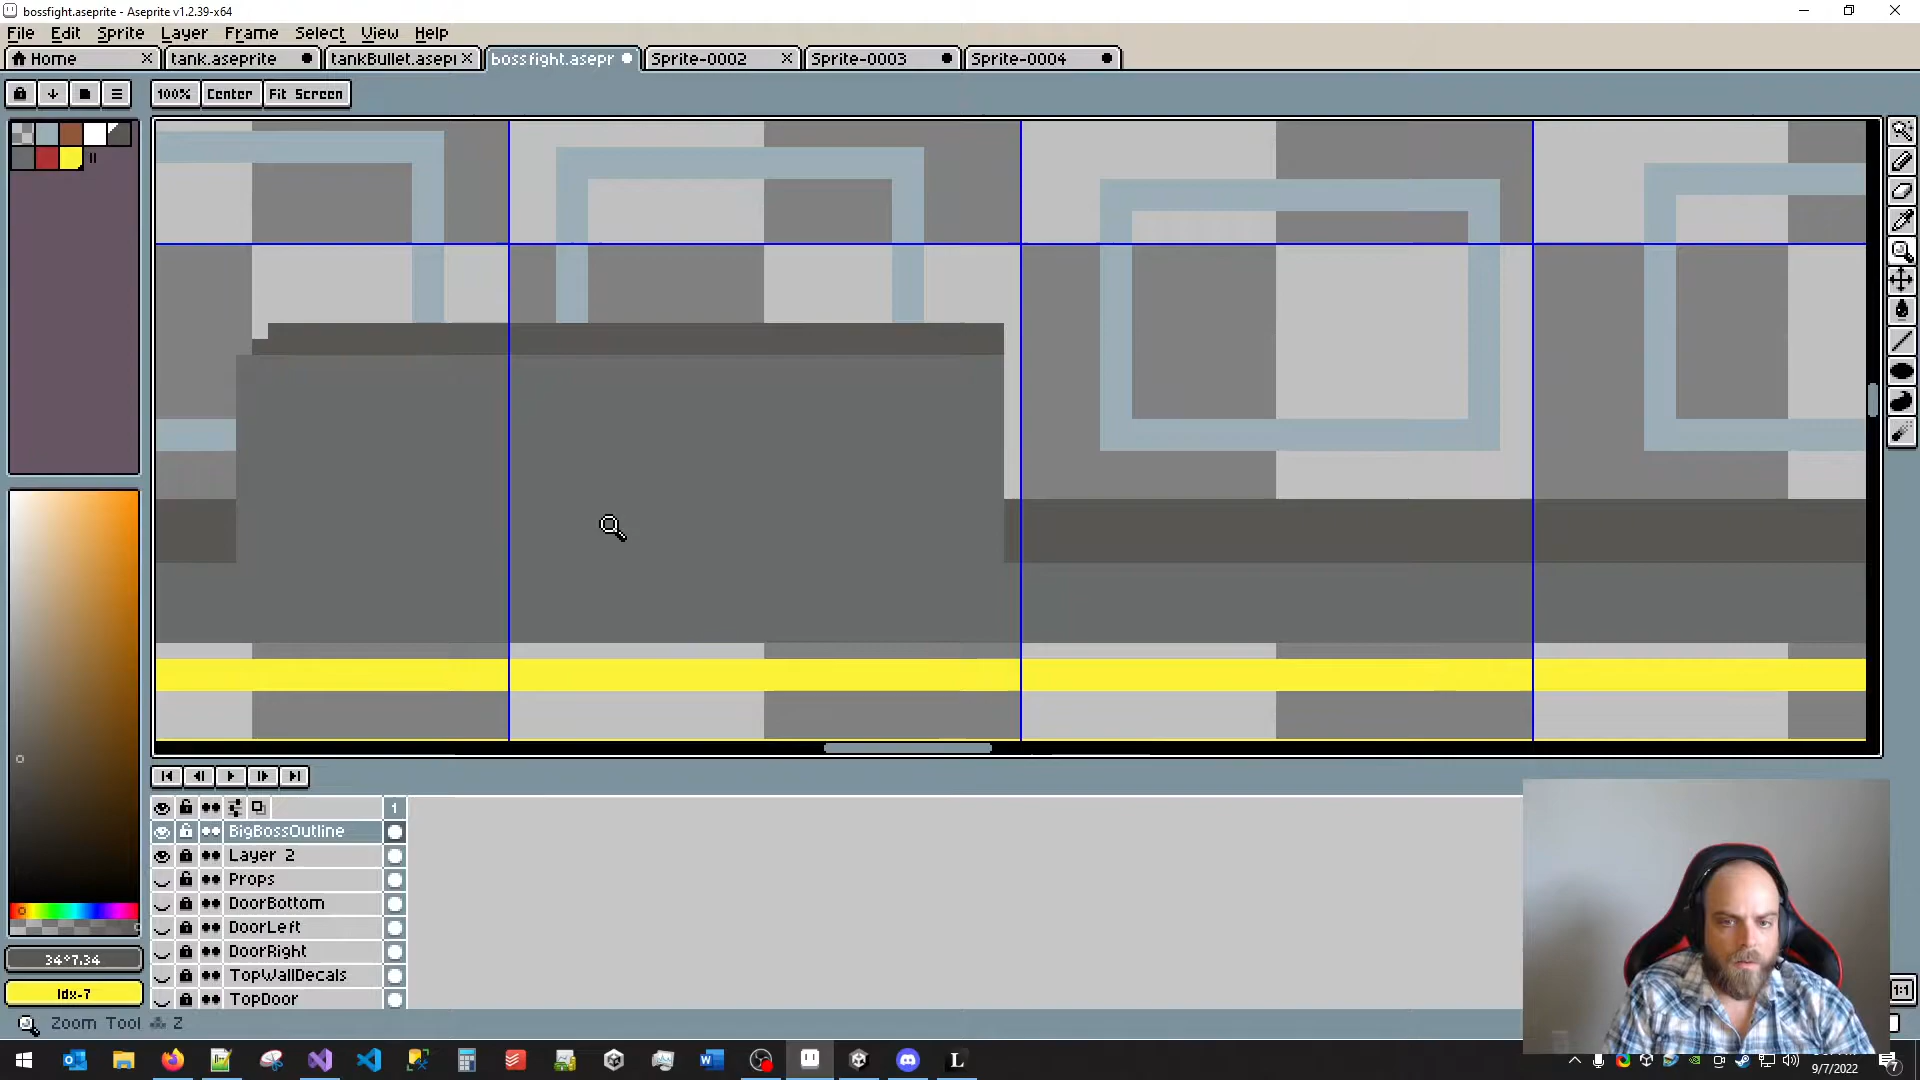 bossfight.aseprite - Aseprite v1.2.39-x64
File Edit Sprite Layer Frame Select View Help
Home tank.aseprite tankBullet.asepr bossfight.asepr Sprite-0002 Sprite-0003 Sprite-0004
100% Center Fit Screen
1
BigBossOutline
Layer 2
Props
DoorBottom
DoorLeft
DoorRight
TopWallDecals
TopDoor
34°7.34
Idx-7
1:1
Zoom Tool Z
9/7/2022